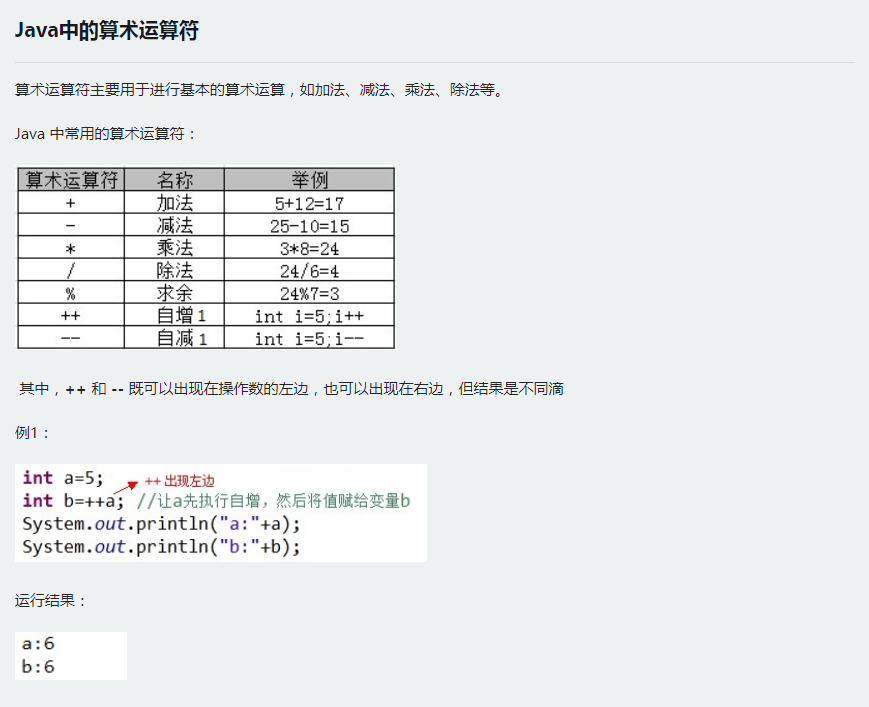 Java中的算术运算符
算术运算符主要用于进行基本的算术运算，如加法、减法、乘法、除法等。
Java 中常用的算术运算符：
算术运算符 名称 举例
+ 加法 5+12=17
- 减法 25-10=15
* 乘法 3*8=24
/ 除法 24/6=4
% 求余 24%7=3
++ 自增1 int i=5;i++
-- 自减1 int i=5;i--
其中，++ 和 -- 既可以出现在操作数的左边，也可以出现在右边，但结果是不同滴
例1：
int a=5;
++ 出现左边
int b=++a; //让a先执行自增，然后将值赋给变量b
System.out.println("a:"+a);
System.out.println("b:"+b);
运行结果：
a:6
b:6